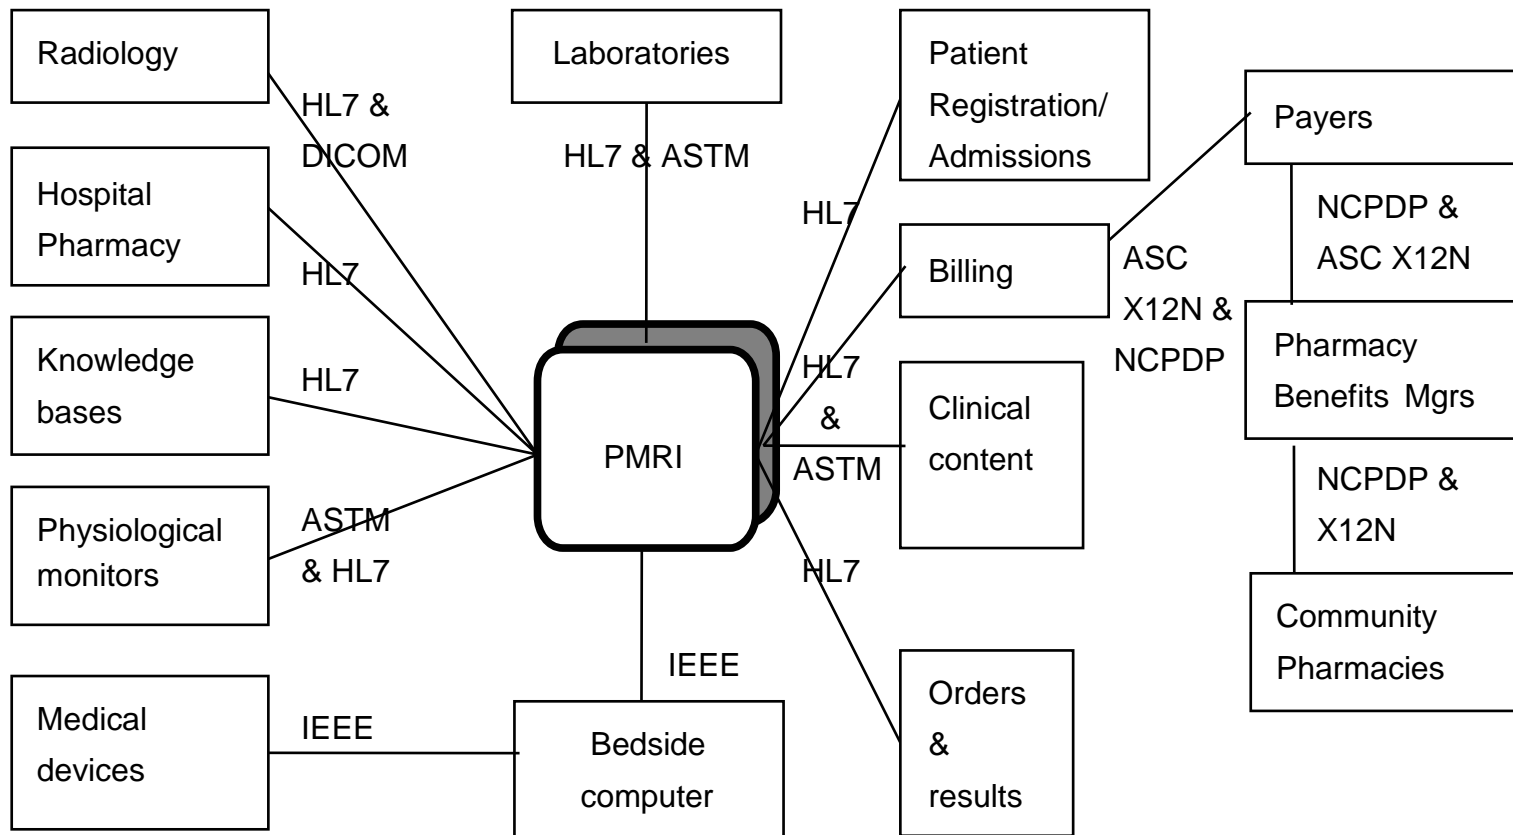 Radiology
HL7 &
DICOM
Hospital
Pharmacy
HL7
Knowledge
bases
HL7
Physiological
monitors
ASTM
& HL7
Medical
devices
IEEE
Laboratories
HL7 & ASTM
PMRI
IEEE
Bedside
computer
Patient
Registration/
Admissions
HL7
Billing
HL7
&
ASTM
Clinical
content
HL7
Orders
&
results
ASC
X12N &
NCPDP
Payers
NCPDP &
ASC X12N
Pharmacy
Benefits Mgrs
NCPDP &
X12N
Community
Pharmacies